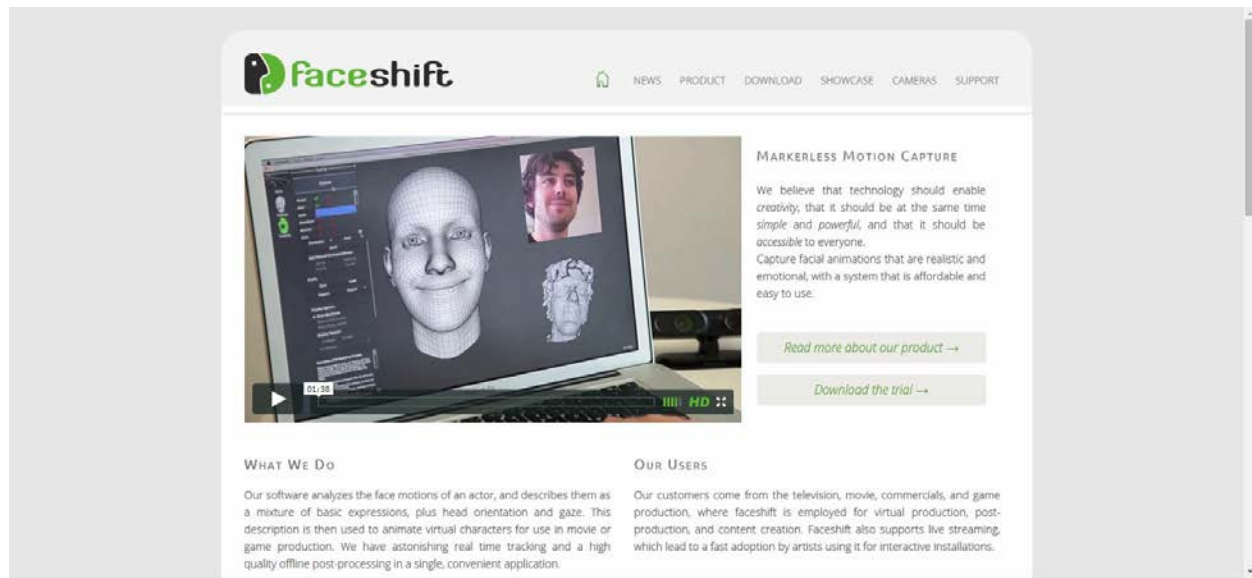 faceshift
NEWS PRODUCT DOWNLOAD SHOWCASE CAMERAS SUPPORT
MARKERLESS MOTION CAPTURE
We believe that technology should enable
creativity, that it should be at the same time
simple and powerful, and that it should be
accessible to everyone.
Capture facial animations that are realistic and
emotional, with a system that is affordable and
easy to use.
Read more about our product →
Download the trial →
01:38
HD
WHAT WE DO
Our software analyzes the face motions of an actor, and describes them as
a mixture of basic expressions, plus head orientation and gaze. This
description is then used to animate virtual characters for use in movie or
game production. We have astonishing real time tracking and a high
quality offline post-processing in a single, convenient application.
OUR USERS
Our customers come from the television, movie, commercials, and game
production, where faceshift is employed for virtual production, post-
production, and content creation. Faceshift also supports live streaming,
which lead to a fast adoption by artists using it for interactive installations.